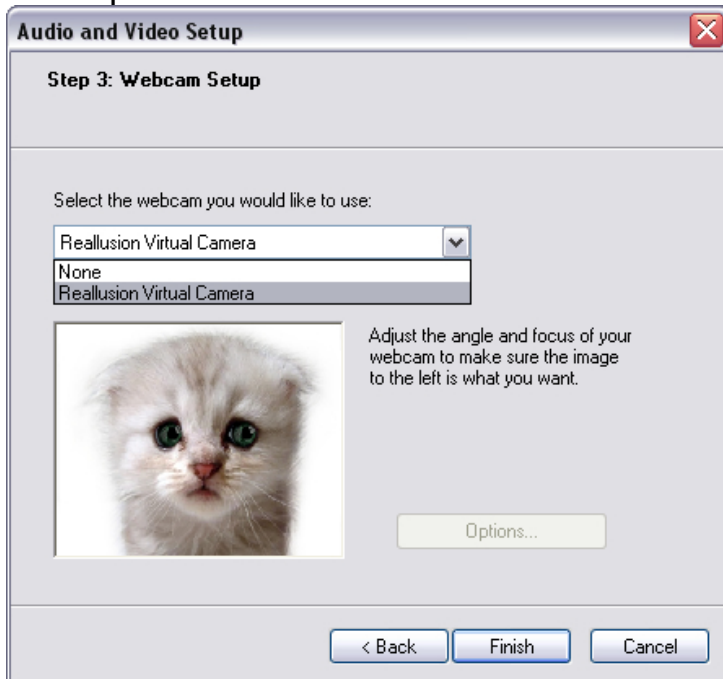 Audio and Video Setup
Step 3: Webcam Setup
Select the webcam you would like to use:
Reallusion Virtual Camera
None
Reallusion Virtual Camera
Adjust the angle and focus of your
webcam to make sure the image
to the left is what you want.
Options...
< Back Finish Cancel